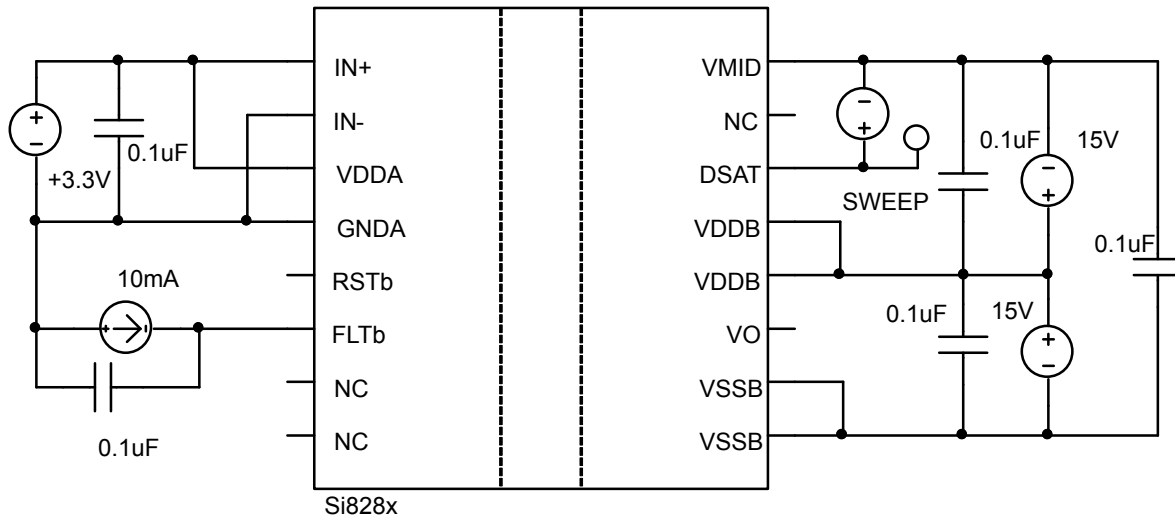 IN+
VMID
IN-
NC
0.1uF
0.1uF
15V
+3.3V
VDDA
DSAT
SWEEP
GNDA
VDDB
0.1uF
10mA
RSTb
VDDB
0.1uF
15V
FLTb
VO
NC
VSSB
0.1uF
NC
VSSB
Si828x